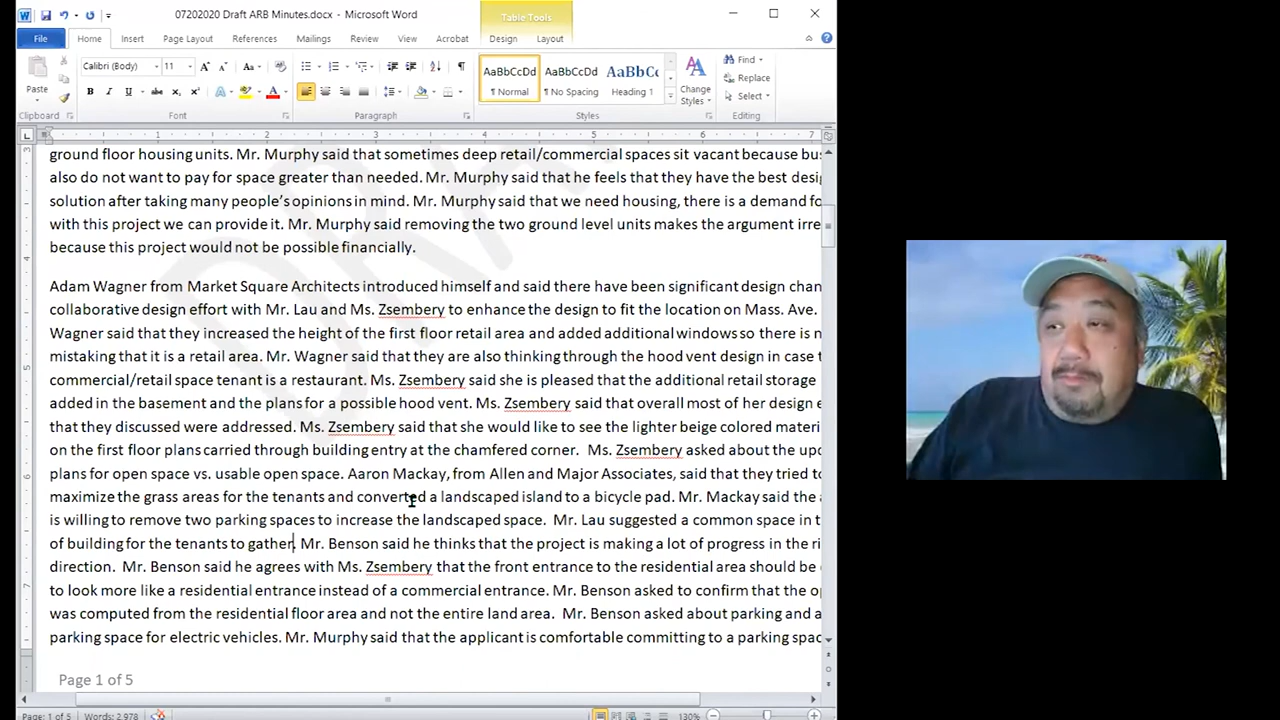 07202020 Draft ARB Minutes.docx - Microsoft Word
Table Tools
File Home Insert Page Layout References Mailings Review View Acrobat Design Layout
Calibri (Body) 11
Paste
AaBbCcDd AaBbCcDd AaBbCc
¶ Normal ¶ No Spacing Heading 1
Change Styles
Find
Replace
Select
Clipboard Font Paragraph Styles Editing
1 2 3 4 5 6 7
ground floor housing units. Mr. Murphy said that sometimes deep retail/commercial spaces sit vacant because bu
also do not want to pay for space greater than needed. Mr. Murphy said that he feels that they have the best desi
solution after taking many people's opinions in mind. Mr. Murphy said that we need housing, there is a demand fo
with this project we can provide it. Mr. Murphy said removing the two ground level units makes the argument irre
because this project would not be possible financially.
Adam Wagner from Market Square Architects introduced himself and said there have been significant design chan
collaborative design effort with Mr. Lau and Ms. Zsembery to enhance the design to fit the location on Mass. Ave.
Wagner said that they increased the height of the first floor retail area and added additional windows so there is n
mistaking that it is a retail area. Mr. Wagner said that they are also thinking through the hood vent design in case t
commercial/retail space tenant is a restaurant. Ms. Zsembery said she is pleased that the additional retail storage
added in the basement and the plans for a possible hood vent. Ms. Zsembery said that overall most of her design e
that they discussed were addressed. Ms. Zsembery said that she would like to see the lighter beige colored materi
on the first floor plans carried through building entry at the chamfered corner. Ms. Zsembery asked about the upd
plans for open space vs. usable open space. Aaron Mackay, from Allen and Major Associates, said that they tried to
maximize the grass areas for the tenants and converted a landscaped island to a bicycle pad. Mr. Mackay said the a
is willing to remove two parking spaces to increase the landscaped space. Mr. Lau suggested a common space in t
of building for the tenants to gather. Mr. Benson said he thinks that the project is making a lot of progress in the ri
direction. Mr. Benson said he agrees with Ms. Zsembery that the front entrance to the residential area should be
to look more like a residential entrance instead of a commercial entrance. Mr. Benson asked to confirm that the op
was computed from the residential floor area and not the entire land area. Mr. Benson asked about parking and a
parking space for electric vehicles. Mr. Murphy said that the applicant is comfortable committing to a parking spac
Page 1 of 5
Page: 1 of 5 Words: 2,978 130%